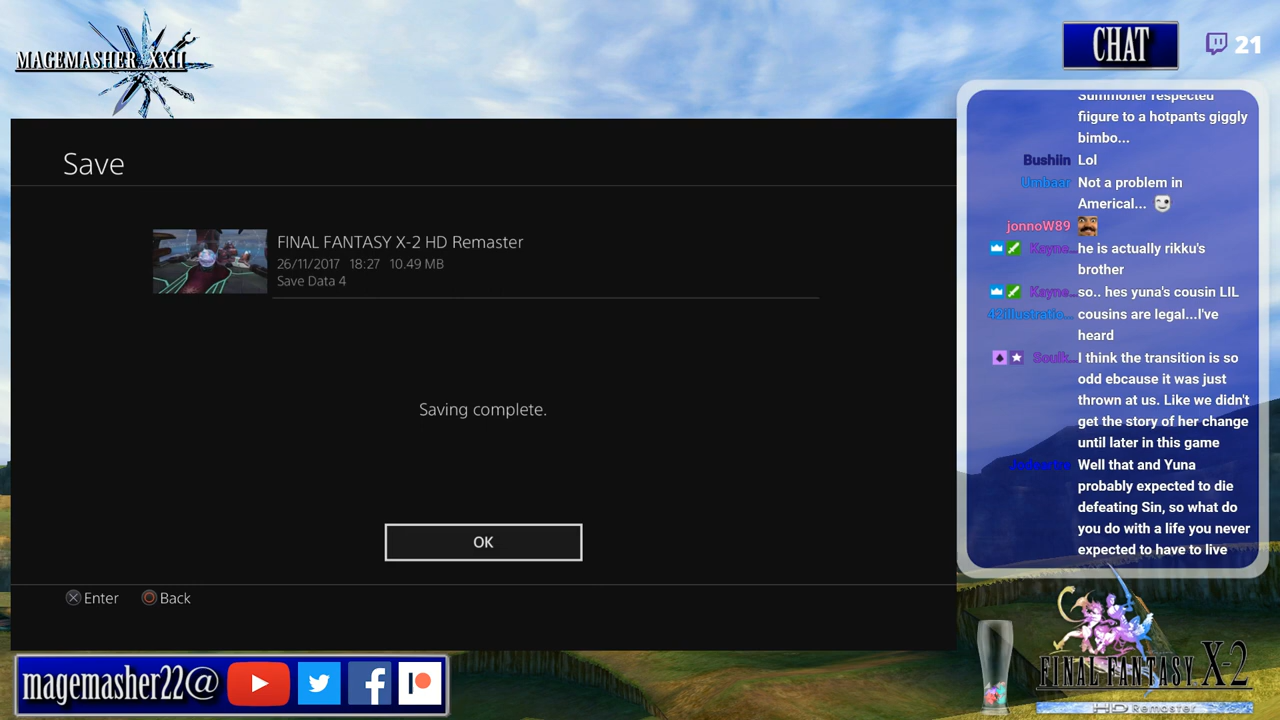 MAGEMASHER XXII
CHAT
21
Save
FINAL FANTASY X-2 HD Remaster
26/11/2017 18:27 10.49 MB
Save Data 4
Saving complete.
OK
Enter
Back
Summoner respected
fiigure to a hotpants giggly
bimbo...
Bushiin Lol
Umbaar Not a problem in
Americal...
jonnoW89
Kayne... he is actually rikku's
brother
Kayne... so.. hes yuna's cousin LIL
42illustratio... cousins are legal...I've
heard
Soulk... I think the transition is so
odd ebcause it was just
thrown at us. Like we didn't
get the story of her change
until later in this game
Well that and Yuna
probably expected to die
defeating Sin, so what do
you do with a life you never
expected to have to live
magemasher22@
FINAL FANTASY X-2
HD Remaster